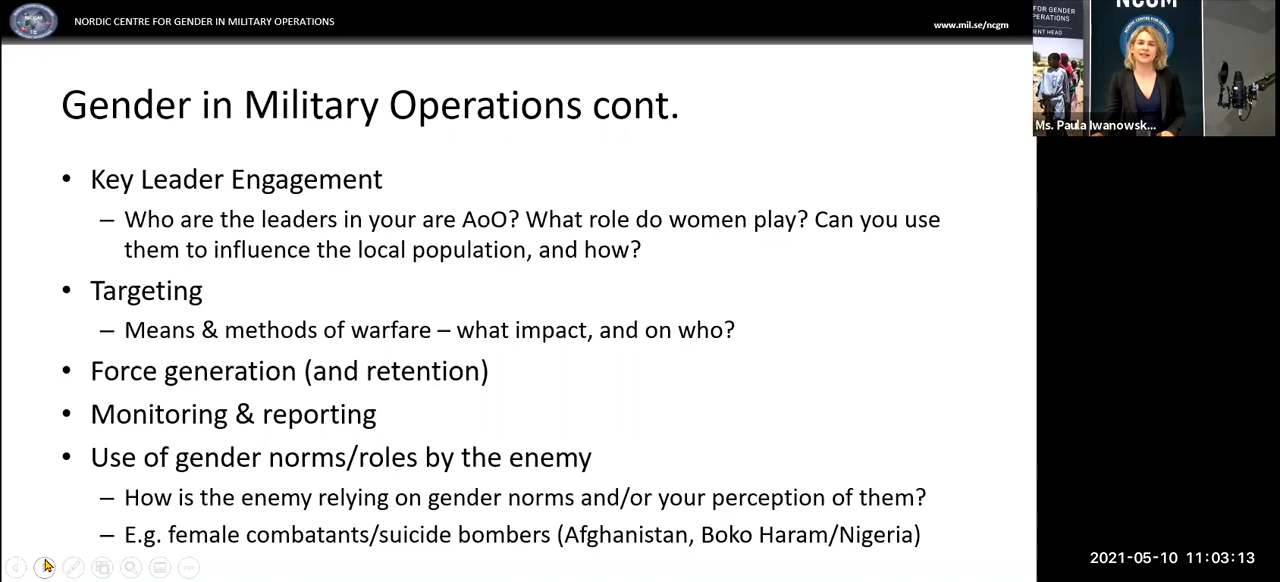 NORDIC CENTRE FOR GENDER IN MILITARY OPERATIONS
www.mil.se/ncgm
Gender in Military Operations cont.
• Key Leader Engagement
– Who are the leaders in your are AoO? What role do women play? Can you use
them to influence the local population, and how?
• Targeting
– Means & methods of warfare – what impact, and on who?
• Force generation (and retention)
• Monitoring & reporting
• Use of gender norms/roles by the enemy
– How is the enemy relying on gender norms and/or your perception of them?
– E.g. female combatants/suicide bombers (Afghanistan, Boko Haram/Nigeria)
FOR GENDER
NCGM
Ms. Paula Iwanowsk...
2021-05-10 11:03:13